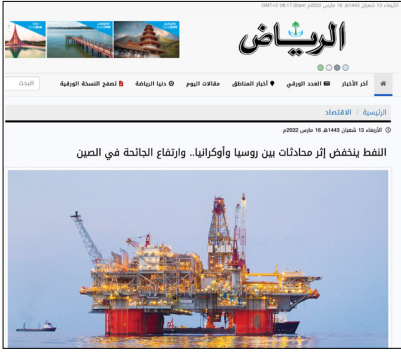 الأربعاء 13 شعبان 1443هـ 16 مارس 2022م
الرياض
آخر الأخبار
العدد الورقي
أخبار المناطق
مقالات اليوم
دنيا الرياضة
تصفح النسخة الورقية
البحث
الرئيسية / الاقتصاد
الأربعاء 13 شعبان 1443هـ 16 مارس 2022م
النفط ينخفض إثر محادثات بين روسيا وأوكرانيا.. وارتفاع الجائحة في الصين